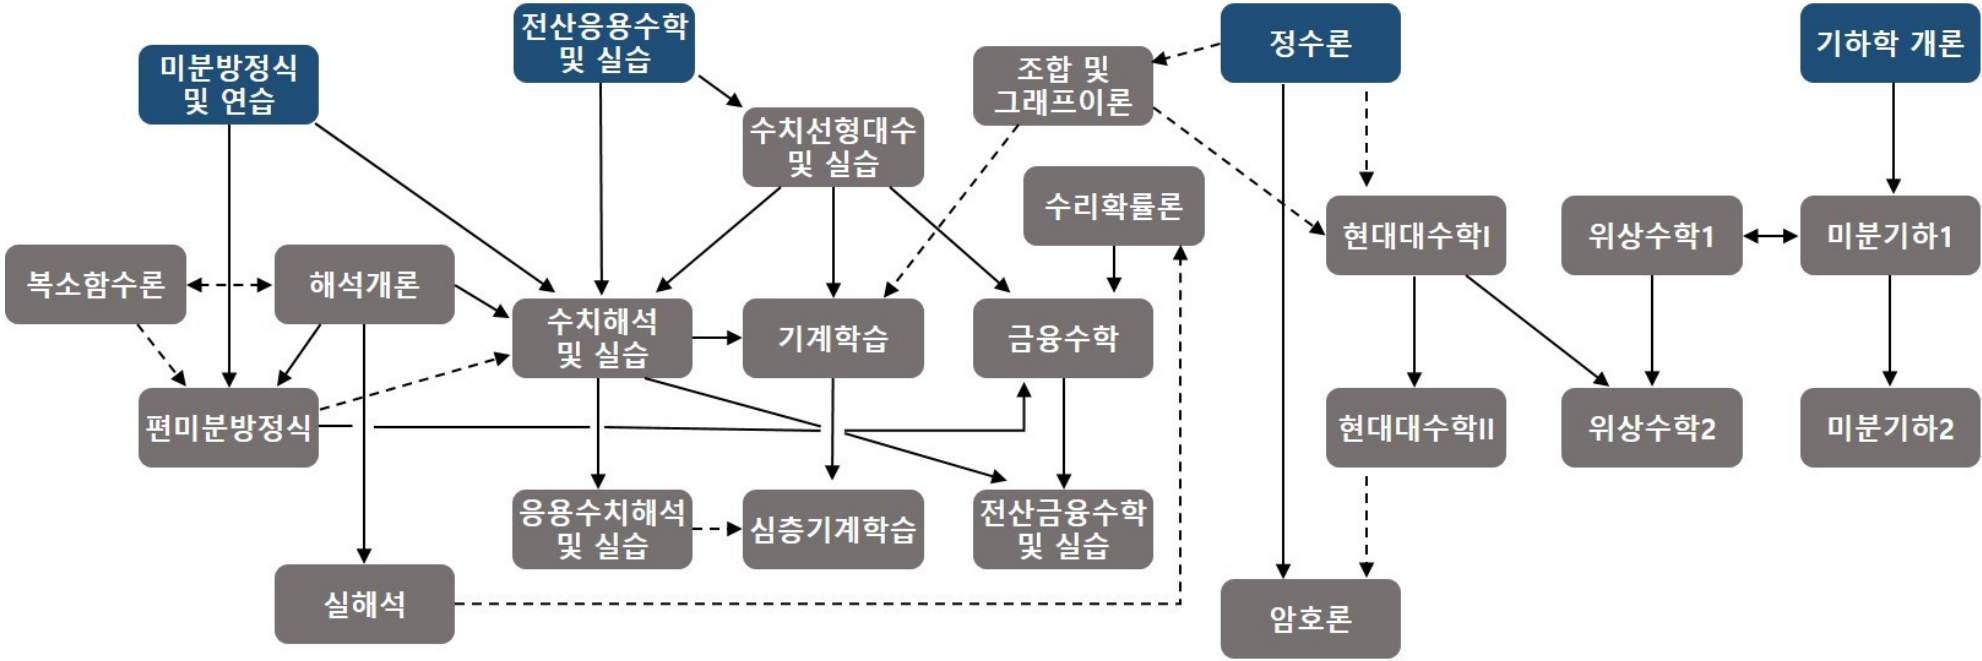 전산응용수학
및 실습
정수론
기하학 개론
미분방정식
및 연습
조합 및
그래프이론
수치선형대수
및 실습
수리확률론
현대대수학I
위상수학1
미분기하1
복소함수론
해석개론
수치해석
및 실습
기계학습
금융수학
편미분방정식
현대대수학II
위상수학2
미분기하2
응용수치해석
및 실습
심층기계학습
전산금융수학
및 실습
실해석
암호론